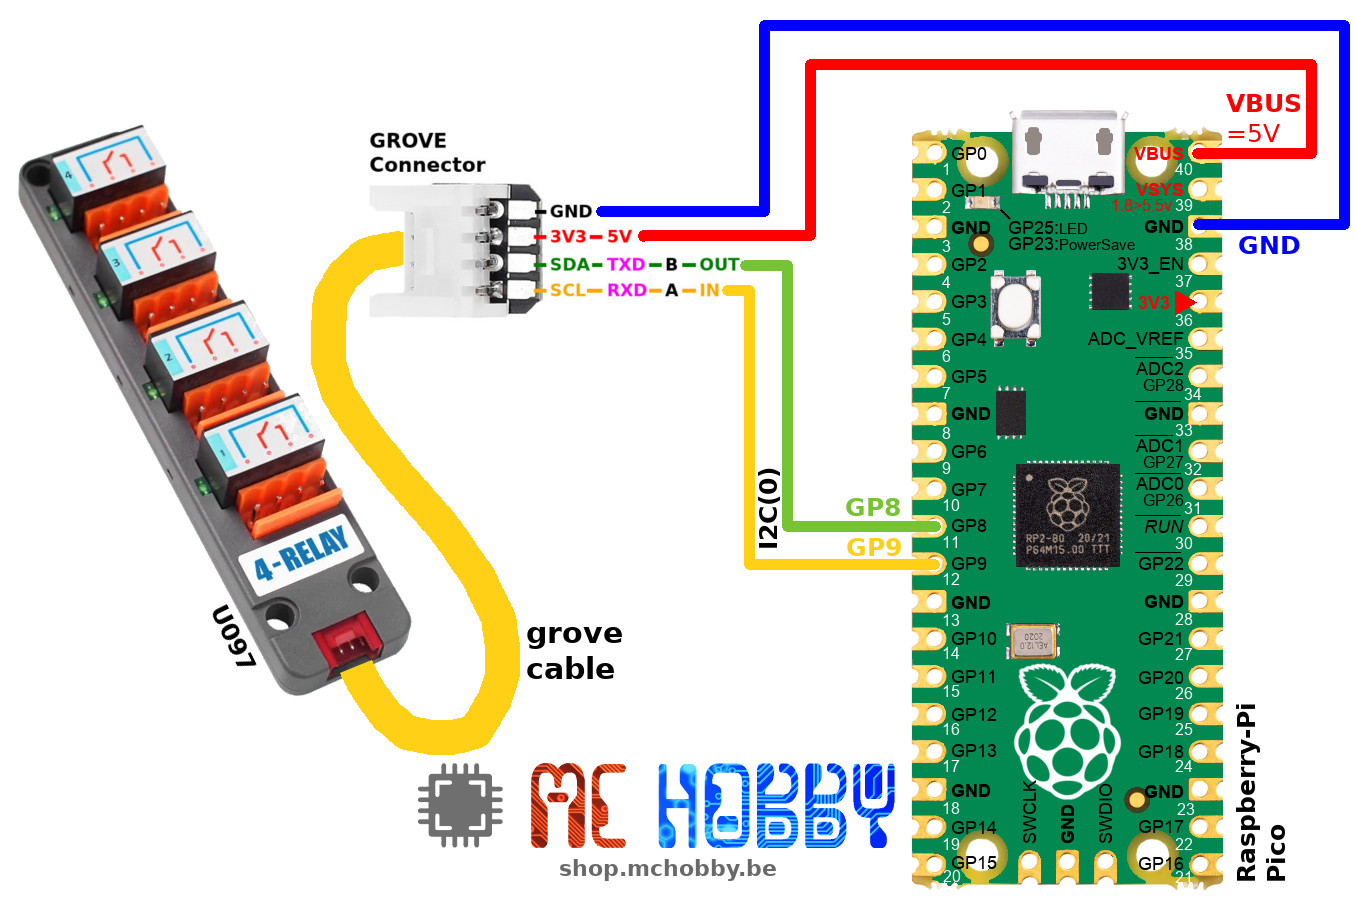 GROVE
Connector
GND
3V3 – 5V
SDA – TXD – B – OUT
SCL – RXD – A – IN
4
3
2
1
4-RELAY
U097
grove
cable
I2C(0)
GP8
GP9
VBUS
=5V
GND
GP0
1
GP1
2
GND
3
GP2
4
GP3
5
GP4
6
GP5
7
GND
8
GP6
9
GP7
10
GP8
11
GP9
12
GND
13
GP10
14
GP11
15
GP12
16
GP13
17
GND
18
GP14
19
GP15
20
GP25:LED
GP23:PowerSave
RP2-B0 20/21
P64M15.00 TTT
AEL12.0
2020
SWCLK
GND
SWDIO
VBUS
40
VSYS
39
1.8>5.5v
GND
38
3V3_EN
37
3V3
36
ADC_VREF
35
ADC2
GP28
34
GND
33
ADC1
GP27
32
ADC0
GP26
31
RUN
30
GP22
29
GND
28
GP21
27
GP20
26
GP19
25
GP18
24
GND
23
GP17
22
GP16
21
Raspberry-Pi
Pico
MC HOBBY
shop.mchobby.be